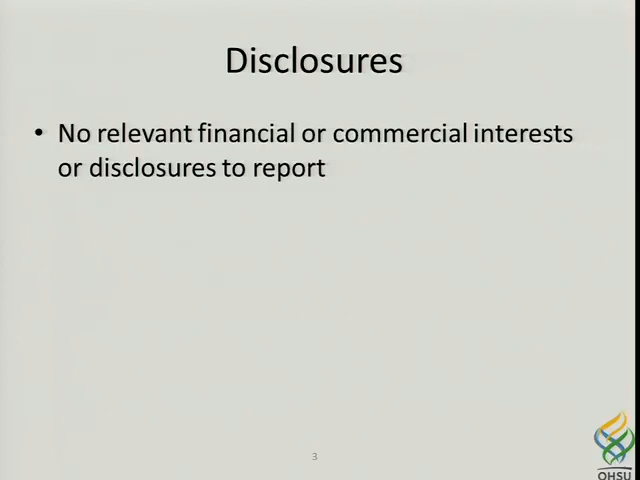 Disclosures
• No relevant financial or commercial interests
or disclosures to report
3
OHSU